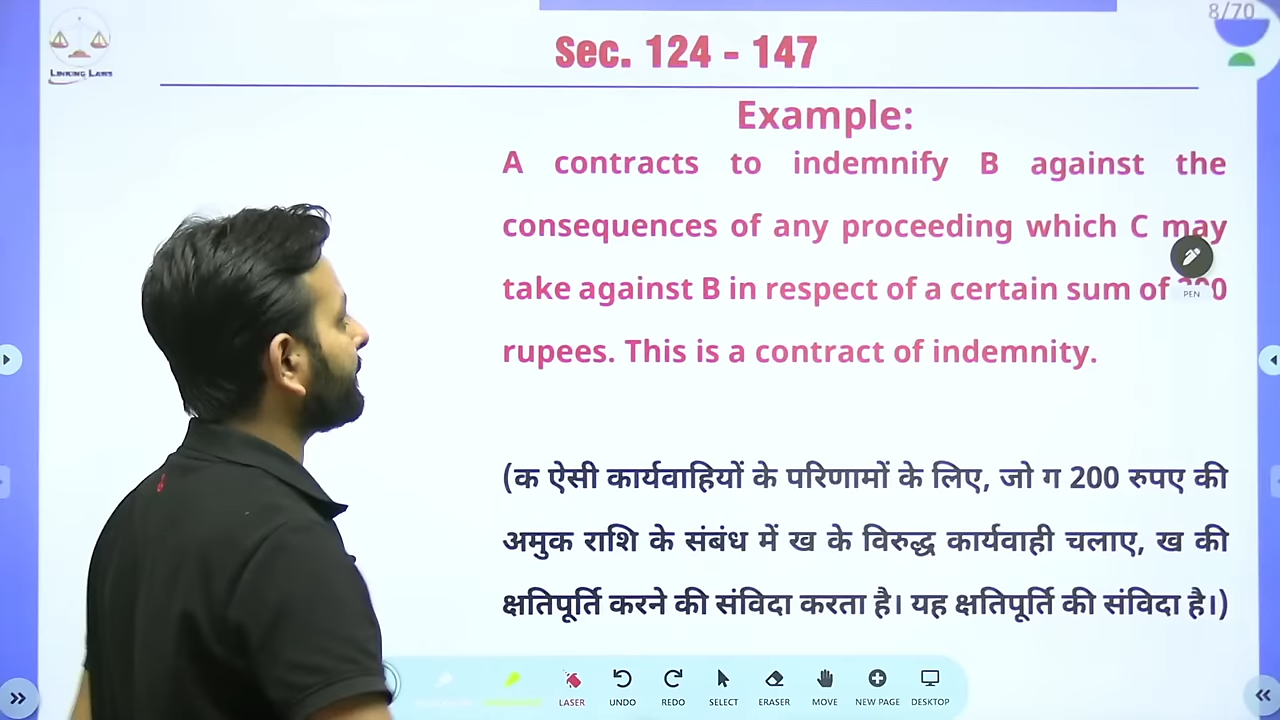 8/70
LINKING LAWS
Sec. 124 - 147
Example:
A contracts to indemnify B against the
consequences of any proceeding which C may
take against B in respect of a certain sum of
rupees. This is a contract of indemnity.
PEN
(क ऐसी कार्यवाहियों के परिणामों के लिए, जो ग 200 रुपए की
अमुक राशि के संबंध में ख के विरुद्ध कार्यवाही चलाए, ख की
क्षतिपूर्ति करने की संविदा करता है। यह क्षतिपूर्ति की संविदा है।)
LASER UNDO REDO SELECT ERASER MOVE NEW PAGE DESKTOP